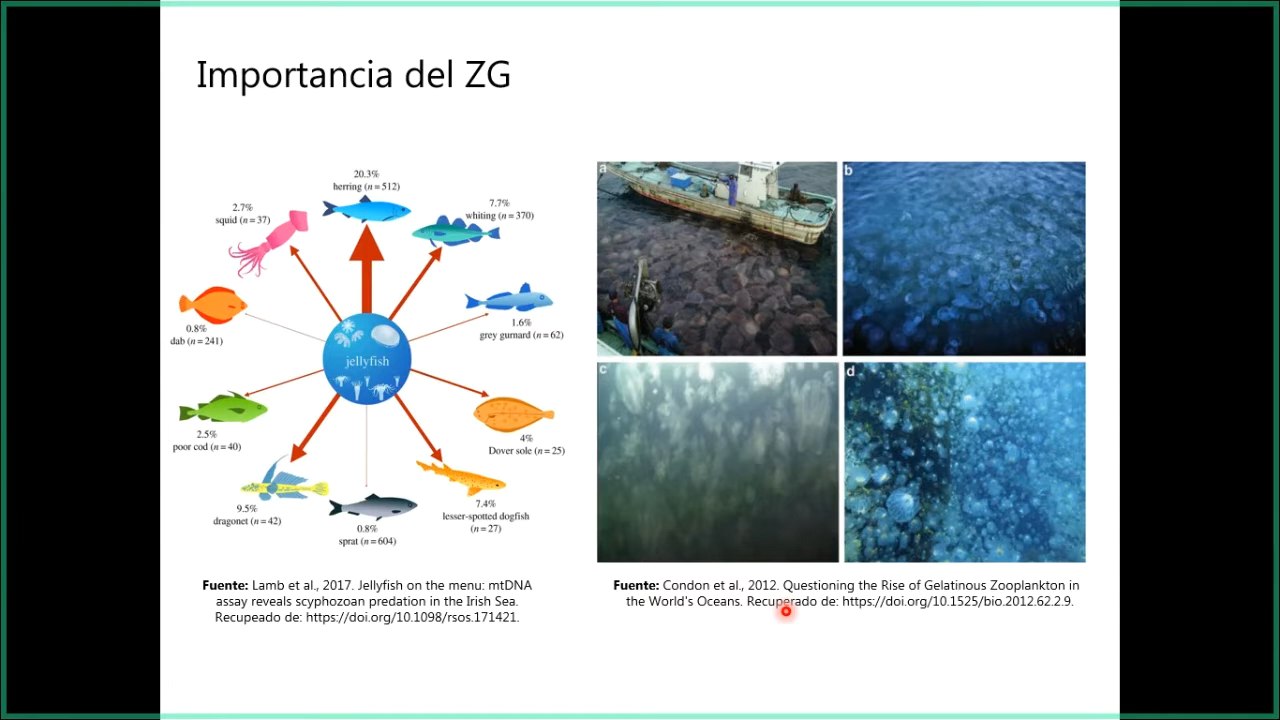 Importancia del ZG
20.3%
herring (n = 512)
2.7%
squid (n = 37)
7.7%
whiting (n = 370)
0.8%
dab (n = 241)
1.6%
grey gurnard (n = 62)
jellyfish
2.5%
poor cod (n = 40)
4%
Dover sole (n = 25)
9.5%
dragonet (n = 42)
0.8%
sprat (n = 604)
7.4%
lesser-spotted dogfish
(n = 27)
a
b
c
d
Fuente: Lamb et al., 2017. Jellyfish on the menu: mtDNA
assay reveals scyphozoan predation in the Irish Sea.
Recupeado de: https://doi.org/10.1098/rsos.171421.
Fuente: Condon et al., 2012. Questioning the Rise of Gelatinous Zooplankton in
the World's Oceans. Recuperado de: https://doi.org/10.1525/bio.2012.62.2.9.